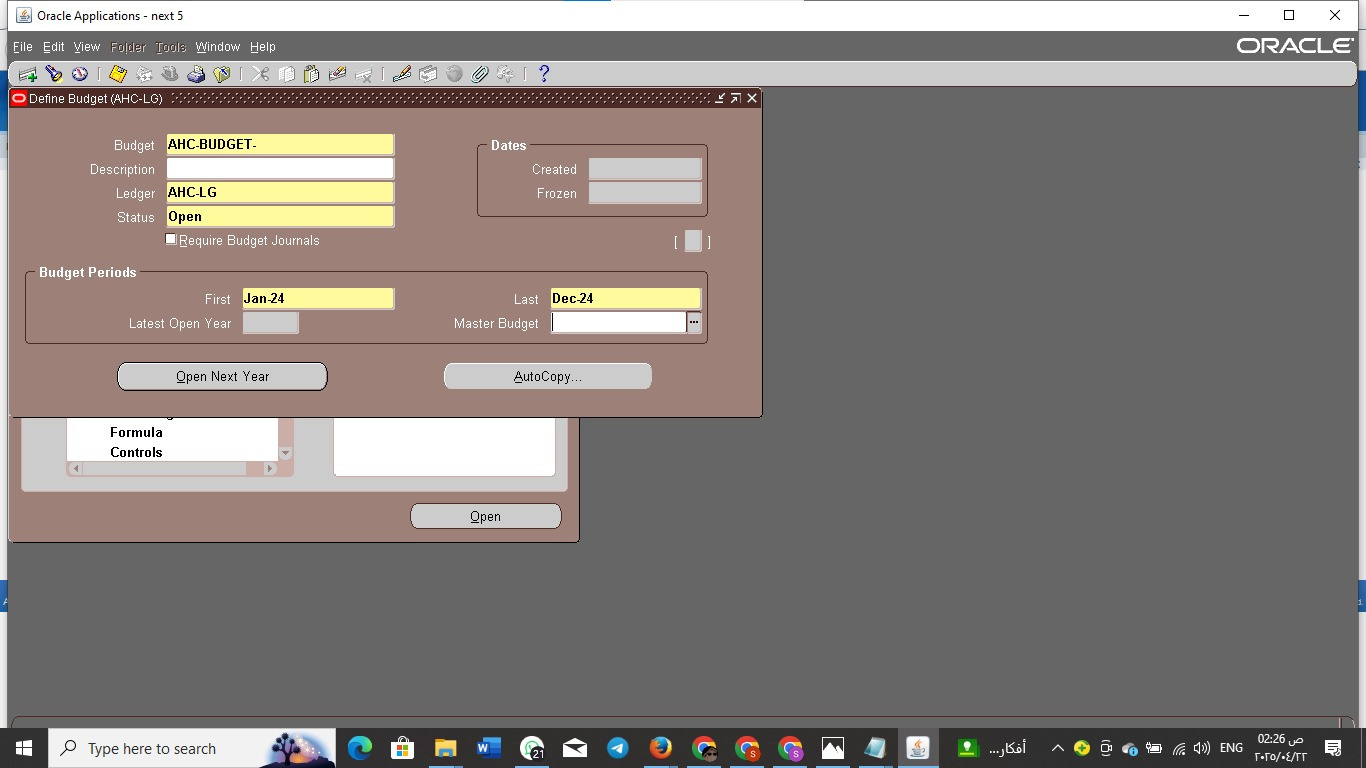 Oracle Applications - next 5
File Edit View Folder Tools Window Help
ORACLE
Define Budget (AHC-LG)
Budget AHC-BUDGET-
Description
Ledger AHC-LG
Status Open
Require Budget Journals
Dates
Created
Frozen
[ ]
Budget Periods
First Jan-24
Last Dec-24
Latest Open Year
Master Budget
Open Next Year
AutoCopy...
Formula
Controls
Open
Type here to search
21
أفكار...
ENG
02:26 ص
٢٠٢٥/٠٤/٢٢